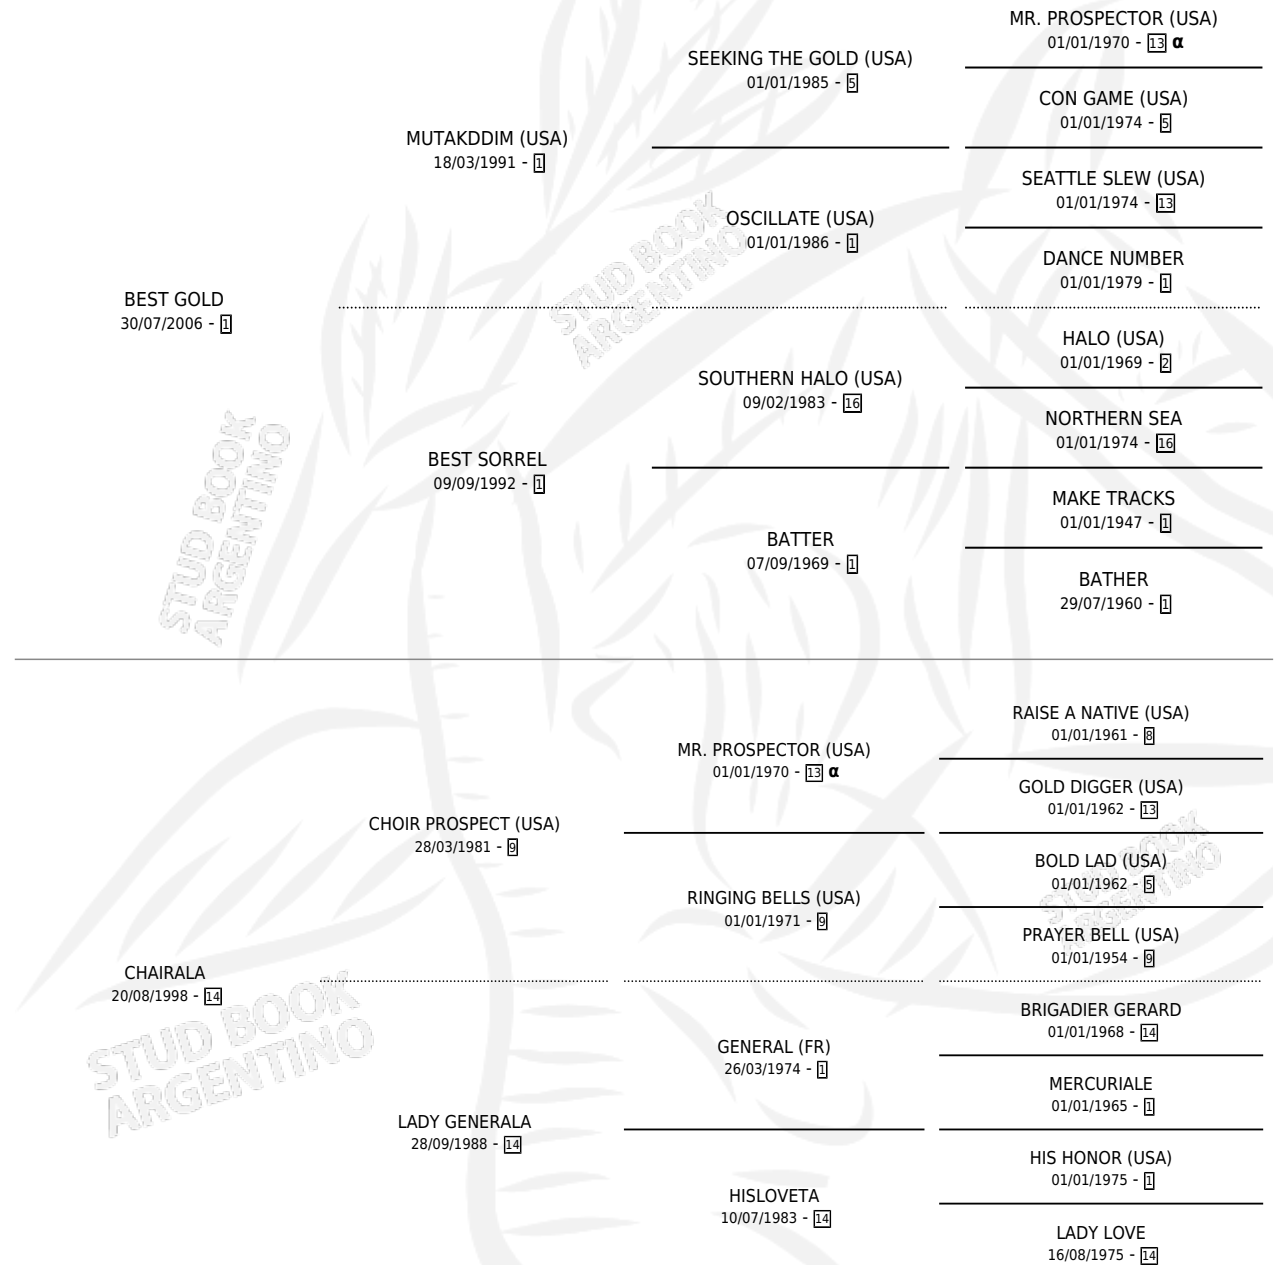 MR. PROSPECTOR (USA)
01/01/1970 - 13 α
SEEKING THE GOLD (USA)
01/01/1985 - 5
CON GAME (USA)
01/01/1974 - 5
MUTAKDDIM (USA)
18/03/1991 - 1
SEATTLE SLEW (USA)
01/01/1974 - 13
OSCILLATE (USA)
01/01/1986 - 1
DANCE NUMBER
01/01/1979 - 1
BEST GOLD
30/07/2006 - 1
HALO (USA)
01/01/1969 - 2
SOUTHERN HALO (USA)
09/02/1983 - 16
NORTHERN SEA
01/01/1974 - 16
BEST SORREL
09/09/1992 - 1
MAKE TRACKS
01/01/1947 - 1
BATTER
07/09/1969 - 1
BATHER
29/07/1960 - 1
STUD BOOK
ARGENTINO
STUD BOOK
ARGENTINO
RAISE A NATIVE (USA)
01/01/1961 - 8
MR. PROSPECTOR (USA)
01/01/1970 - 13 α
GOLD DIGGER (USA)
01/01/1962 - 13
CHOIR PROSPECT (USA)
28/03/1981 - 9
BOLD LAD (USA)
01/01/1962 - 5
RINGING BELLS (USA)
01/01/1971 - 9
PRAYER BELL (USA)
01/01/1954 - 9
CHAIRALA
20/08/1998 - 14
BRIGADIER GERARD
01/01/1968 - 14
GENERAL (FR)
26/03/1974 - 1
MERCURIALE
01/01/1965 - 1
LADY GENERALA
28/09/1988 - 14
HIS HONOR (USA)
01/01/1975 - 1
HISLOVETA
10/07/1983 - 14
LADY LOVE
16/08/1975 - 14
STUD BOOK
ARGENTINO
STUD BOOK
ARGENTINO